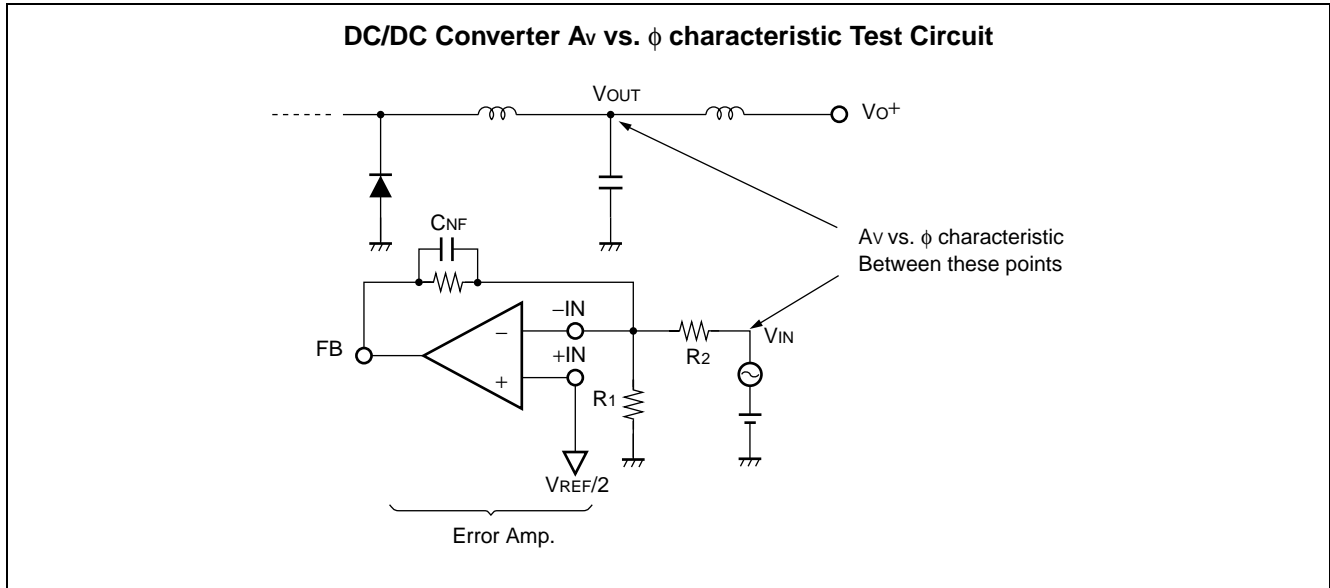 DC/DC Converter AV vs. ϕ characteristic Test Circuit
VOUT
VO+
CNF
AV vs. ϕ characteristic
Between these points
−IN
VIN
FB
R2
+IN
R1
VREF/2
Error Amp.